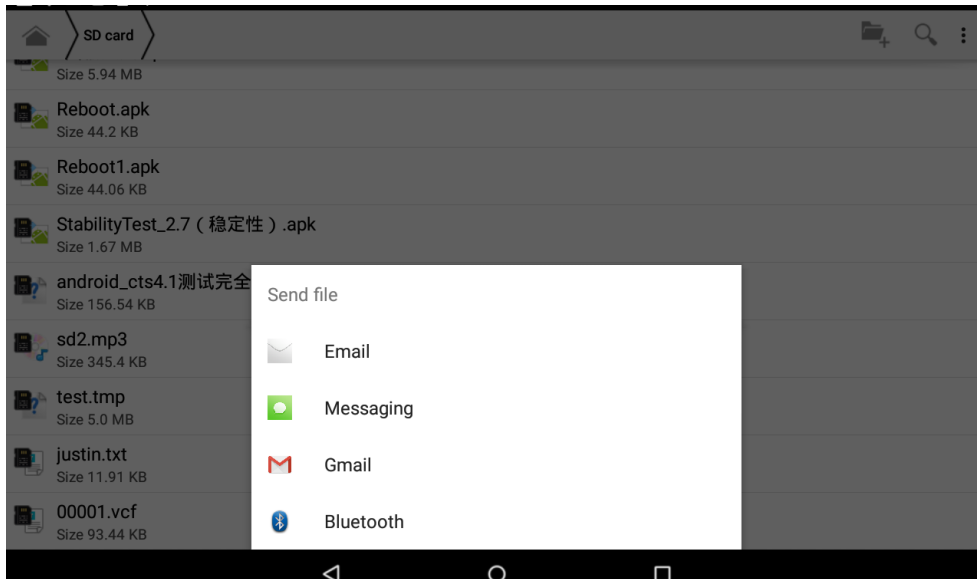 SD card
Size 5.94 MB
Reboot.apk
Size 44.2 KB
Reboot1.apk
Size 44.06 KB
StabilityTest_2.7（稳定性）.apk
Size 1.67 MB
android_cts4.1测试完全
Size 156.54 KB
sd2.mp3
Size 345.4 KB
test.tmp
Size 5.0 MB
justin.txt
Size 11.91 KB
00001.vcf
Size 93.44 KB
Send file
Email
Messaging
Gmail
Bluetooth